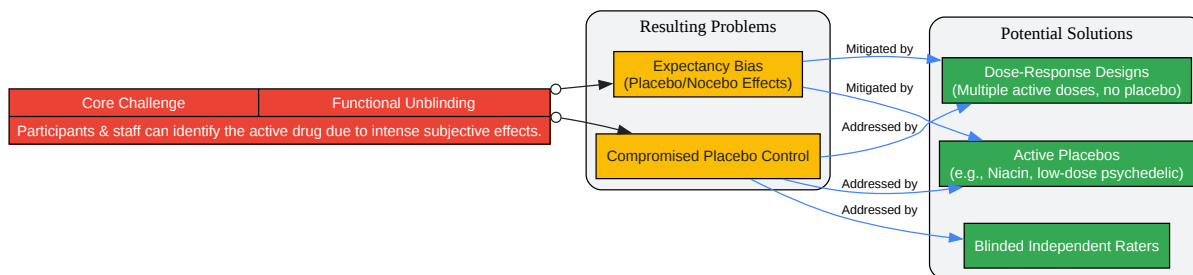 Core Challenge
Functional Unblinding
Participants & staff can identify the active drug due to intense subjective effects.
Resulting Problems
Expectancy Bias
(Placebo/Nocebo Effects)
Compromised Placebo Control
Mitigated by
Mitigated by
Addressed by
Addressed by
Addressed by
Potential Solutions
Dose-Response Designs
(Multiple active doses, no placebo)
Active Placebos
(e.g., Niacin, low-dose psychedelic)
Blinded Independent Raters